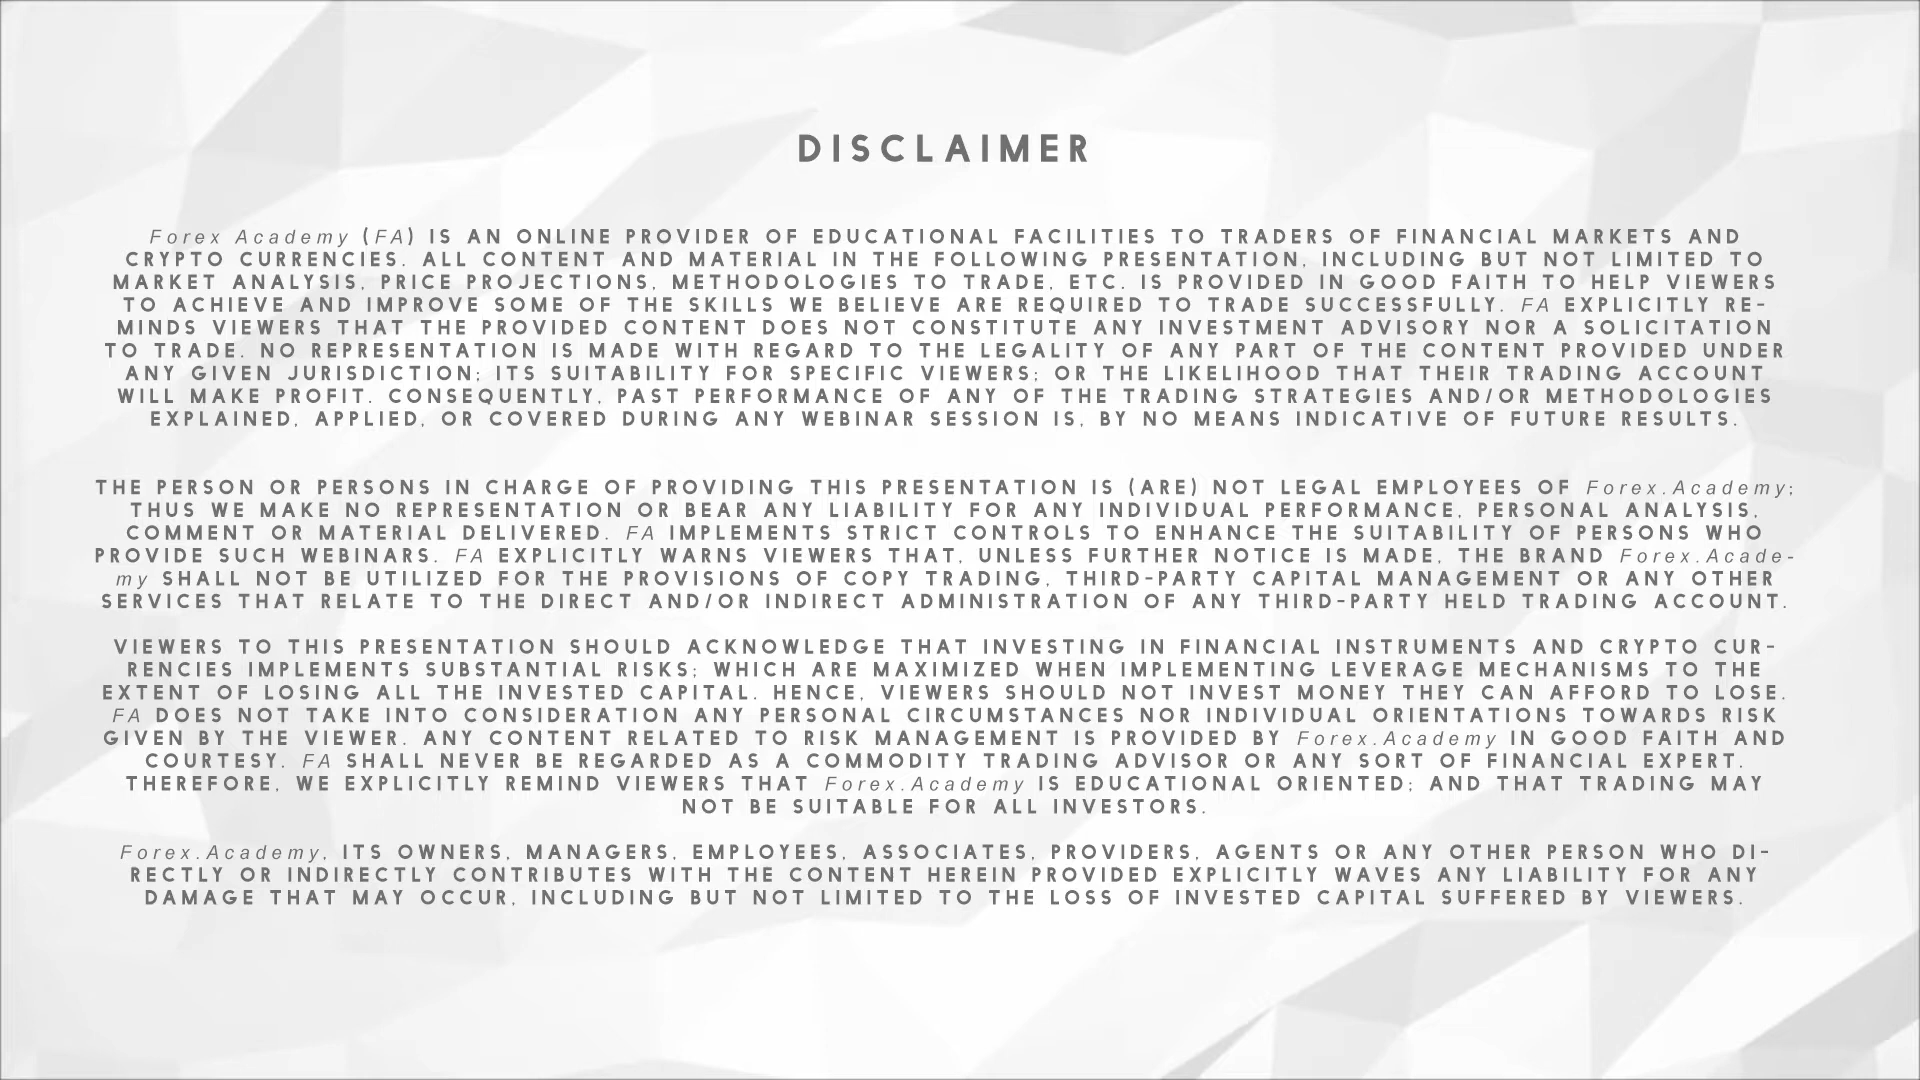 DISCLAIMER
Forex Academy (FA) IS AN ONLINE PROVIDER OF EDUCATIONAL FACILITIES TO TRADERS OF FINANCIAL MARKETS AND
CRYPTO CURRENCIES. ALL CONTENT AND MATERIAL IN THE FOLLOWING PRESENTATION, INCLUDING BUT NOT LIMITED TO
MARKET ANALYSIS, PRICE PROJECTIONS, METHODOLOGIES TO TRADE, ETC. IS PROVIDED IN GOOD FAITH TO HELP VIEWERS
TO ACHIEVE AND IMPROVE SOME OF THE SKILLS WE BELIEVE ARE REQUIRED TO TRADE SUCCESSFULLY. FA EXPLICITLY RE-
MINDS VIEWERS THAT THE PROVIDED CONTENT DOES NOT CONSTITUTE ANY INVESTMENT ADVISORY NOR A SOLICITATION
TO TRADE. NO REPRESENTATION IS MADE WITH REGARD TO THE LEGALITY OF ANY PART OF THE CONTENT PROVIDED UNDER
ANY GIVEN JURISDICTION; ITS SUITABILITY FOR SPECIFIC VIEWERS; OR THE LIKELIHOOD THAT THEIR TRADING ACCOUNT
WILL MAKE PROFIT. CONSEQUENTLY, PAST PERFORMANCE OF ANY OF THE TRADING STRATEGIES AND/OR METHODOLOGIES
EXPLAINED, APPLIED, OR COVERED DURING ANY WEBINAR SESSION IS, BY NO MEANS INDICATIVE OF FUTURE RESULTS.
THE PERSON OR PERSONS IN CHARGE OF PROVIDING THIS PRESENTATION IS (ARE) NOT LEGAL EMPLOYEES OF Forex.Academy;
THUS WE MAKE NO REPRESENTATION OR BEAR ANY LIABILITY FOR ANY INDIVIDUAL PERFORMANCE, PERSONAL ANALYSIS,
COMMENT OR MATERIAL DELIVERED. FA IMPLEMENTS STRICT CONTROLS TO ENHANCE THE SUITABILITY OF PERSONS WHO
PROVIDE SUCH WEBINARS. FA EXPLICITLY WARNS VIEWERS THAT, UNLESS FURTHER NOTICE IS MADE, THE BRAND Forex.Acade-
my SHALL NOT BE UTILIZED FOR THE PROVISIONS OF COPY TRADING, THIRD-PARTY CAPITAL MANAGEMENT OR ANY OTHER
SERVICES THAT RELATE TO THE DIRECT AND/OR INDIRECT ADMINISTRATION OF ANY THIRD-PARTY HELD TRADING ACCOUNT.
VIEWERS TO THIS PRESENTATION SHOULD ACKNOWLEDGE THAT INVESTING IN FINANCIAL INSTRUMENTS AND CRYPTO CUR-
RENCIES IMPLEMENTS SUBSTANTIAL RISKS; WHICH ARE MAXIMIZED WHEN IMPLEMENTING LEVERAGE MECHANISMS TO THE
EXTENT OF LOSING ALL THE INVESTED CAPITAL. HENCE, VIEWERS SHOULD NOT INVEST MONEY THEY CAN AFFORD TO LOSE.
FA DOES NOT TAKE INTO CONSIDERATION ANY PERSONAL CIRCUMSTANCES NOR INDIVIDUAL ORIENTATIONS TOWARDS RISK
GIVEN BY THE VIEWER. ANY CONTENT RELATED TO RISK MANAGEMENT IS PROVIDED BY Forex.Academy IN GOOD FAITH AND
COURTESY. FA SHALL NEVER BE REGARDED AS A COMMODITY TRADING ADVISOR OR ANY SORT OF FINANCIAL EXPERT.
THEREFORE, WE EXPLICITLY REMIND VIEWERS THAT Forex.Academy IS EDUCATIONAL ORIENTED; AND THAT TRADING MAY
NOT BE SUITABLE FOR ALL INVESTORS.
Forex.Academy, ITS OWNERS, MANAGERS, EMPLOYEES, ASSOCIATES, PROVIDERS, AGENTS OR ANY OTHER PERSON WHO DI-
RECTLY OR INDIRECTLY CONTRIBUTES WITH THE CONTENT HEREIN PROVIDED EXPLICITLY WAVES ANY LIABILITY FOR ANY
DAMAGE THAT MAY OCCUR, INCLUDING BUT NOT LIMITED TO THE LOSS OF INVESTED CAPITAL SUFFERED BY VIEWERS.